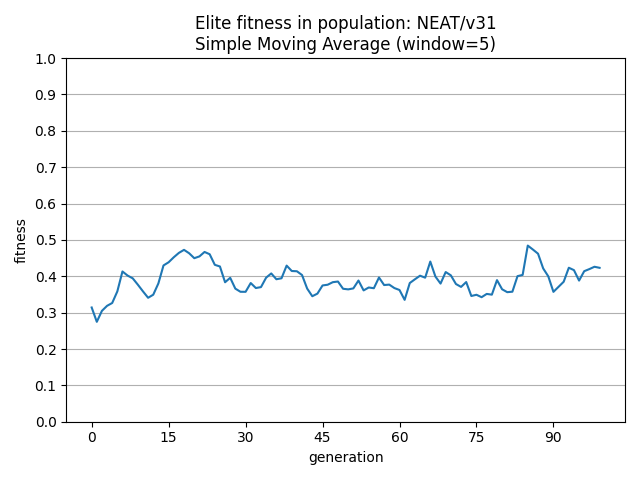 Elite fitness in population: NEAT/v31
Simple Moving Average (window=5)
1.0
0.9
0.8
0.7
0.6
0.5
0.4
0.3
0.2
0.1
0.0
fitness
0 15 30 45 60 75 90
generation